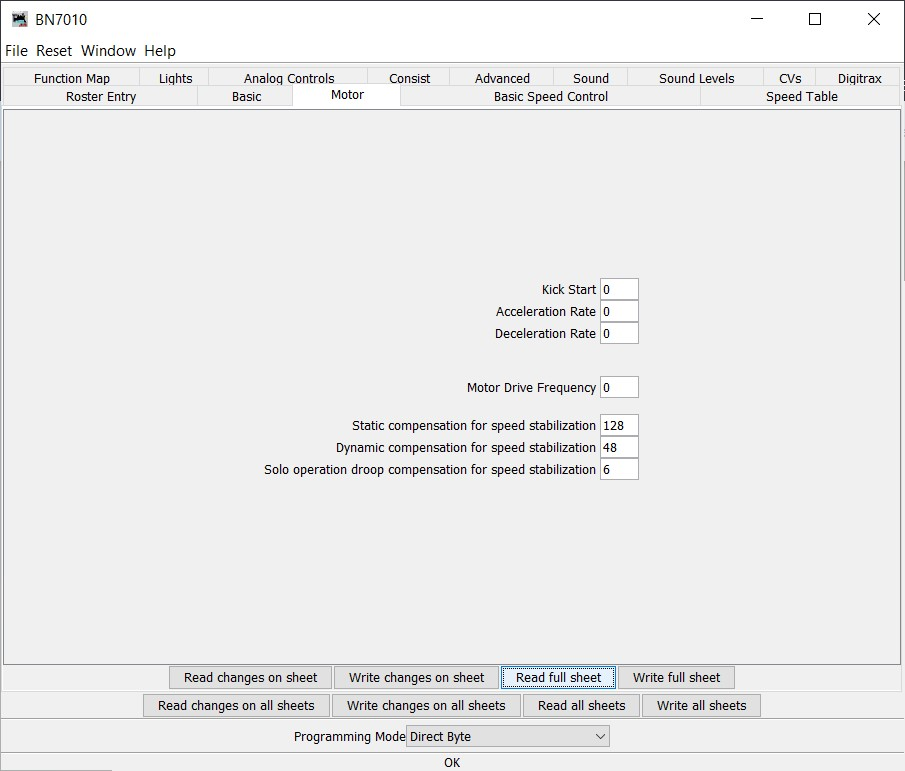 BN7010
File Reset Window Help
Function Map Lights Analog Controls Consist Advanced Sound Sound Levels CVs Digitrax
Roster Entry Basic Motor Basic Speed Control Speed Table
Kick Start 0
Acceleration Rate 0
Deceleration Rate 0
Motor Drive Frequency 0
Static compensation for speed stabilization 128
Dynamic compensation for speed stabilization 48
Solo operation droop compensation for speed stabilization 6
Read changes on sheet Write changes on sheet Read full sheet Write full sheet
Read changes on all sheets Write changes on all sheets Read all sheets Write all sheets
Programming Mode Direct Byte
OK